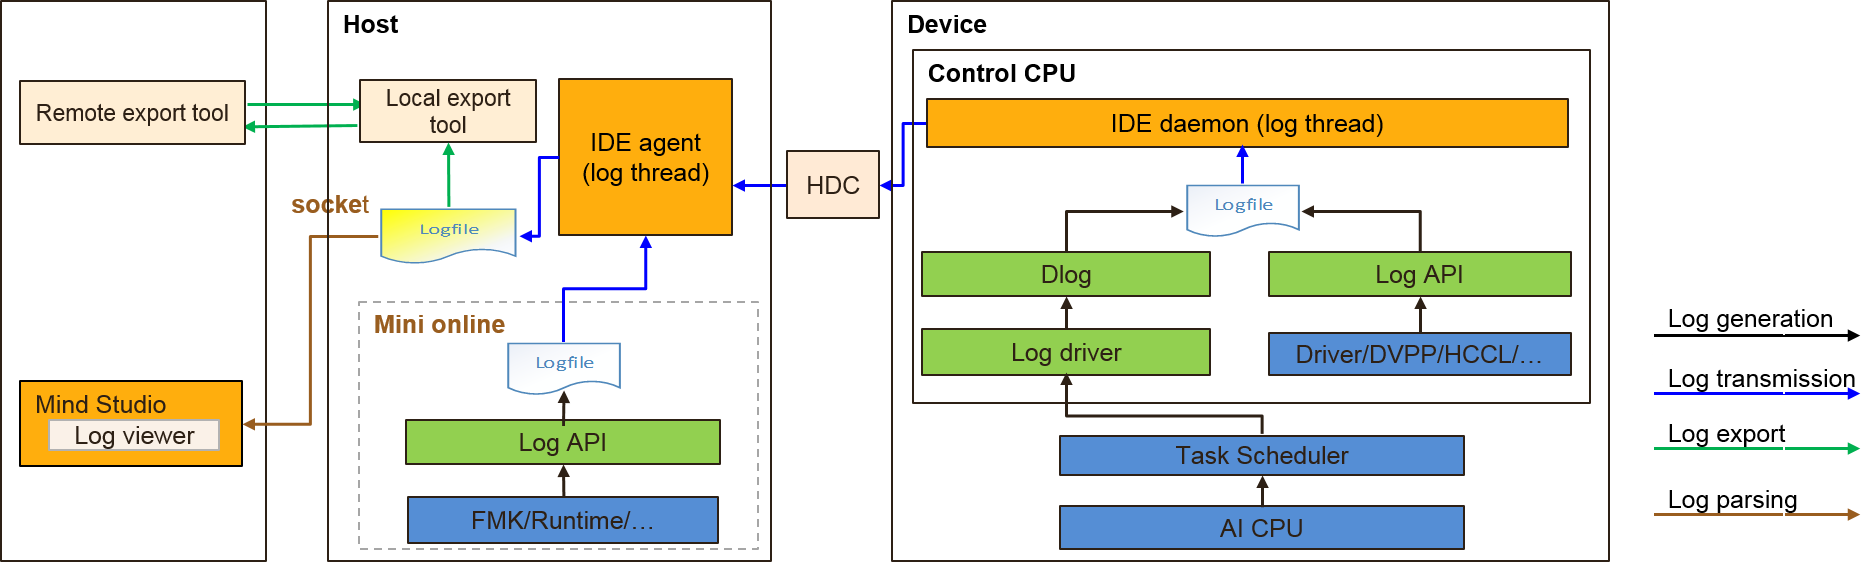 Remote export tool
Mind Studio
Log viewer
Host
Local export
tool
IDE agent
(log thread)
socket
Logfile
Mini online
Logfile
Log API
FMK/Runtime/...
HDC
Device
Control CPU
IDE daemon (log thread)
Logfile
Dlog
Log API
Log driver
Driver/DVPP/HCCL/...
Task Scheduler
AI CPU
Log generation
Log transmission
Log export
Log parsing